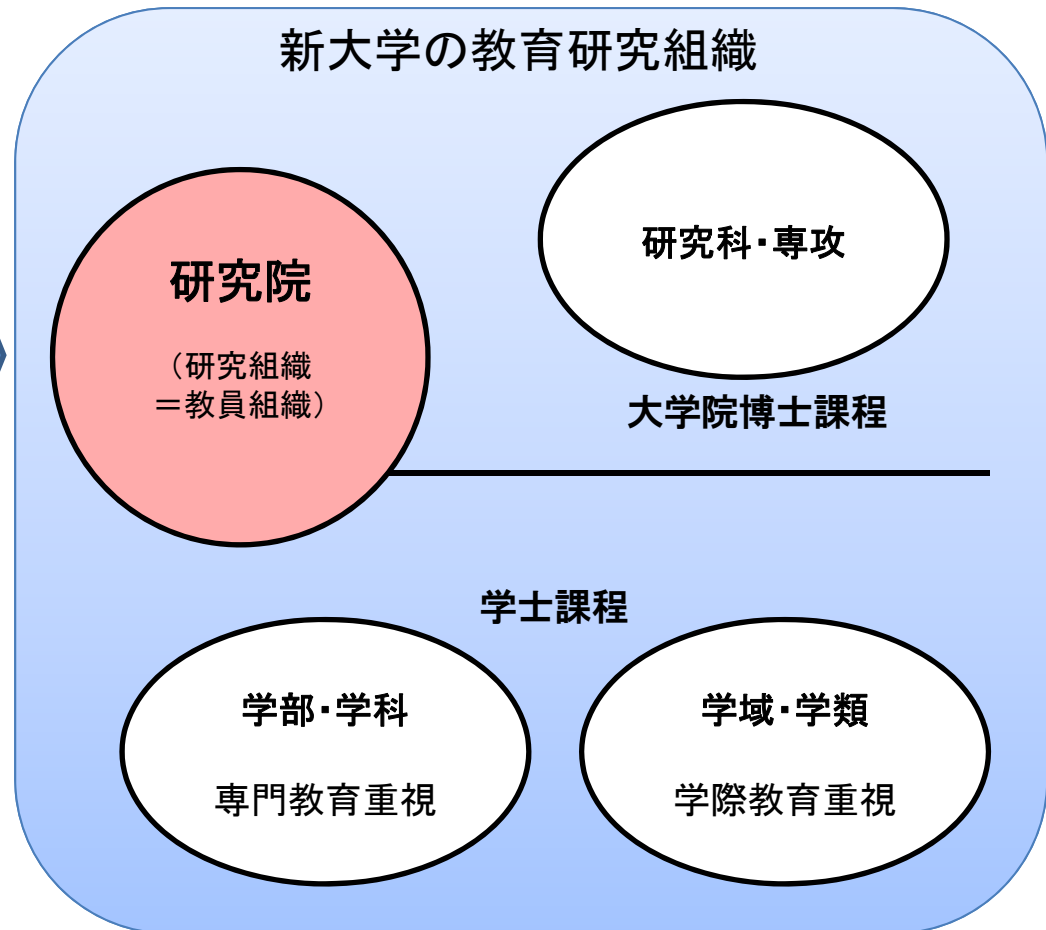 新大学の教育研究組織
研究院
（研究組織
＝教員組織）
研究科・専攻
大学院博士課程
学士課程
学部・学科
専門教育重視
学域・学類
学際教育重視